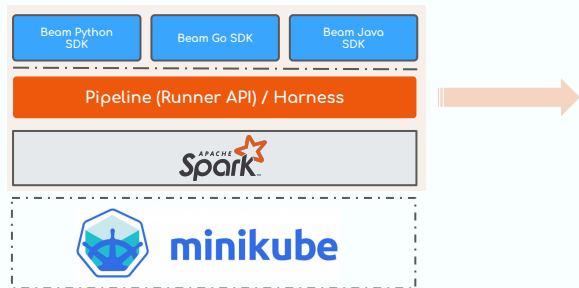 Beam Python
SDK
Beam Go SDK
Beam Java
SDK
Pipeline (Runner API) / Harness
APACHE
Spark
minikube